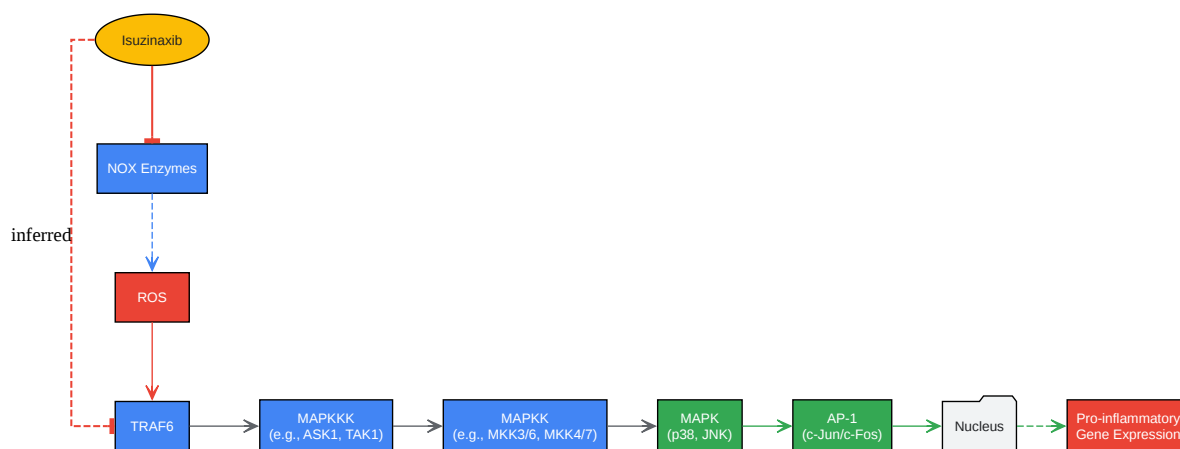 Isuzinaxib
NOX Enzymes
inferred
ROS
TRAF6
MAPKKK
(e.g., ASK1, TAK1)
MAPKK
(e.g., MKK3/6, MKK4/7)
MAPK
(p38, JNK)
AP-1
(c-Jun/c-Fos)
Nucleus
Pro-inflammatory
Gene Expression